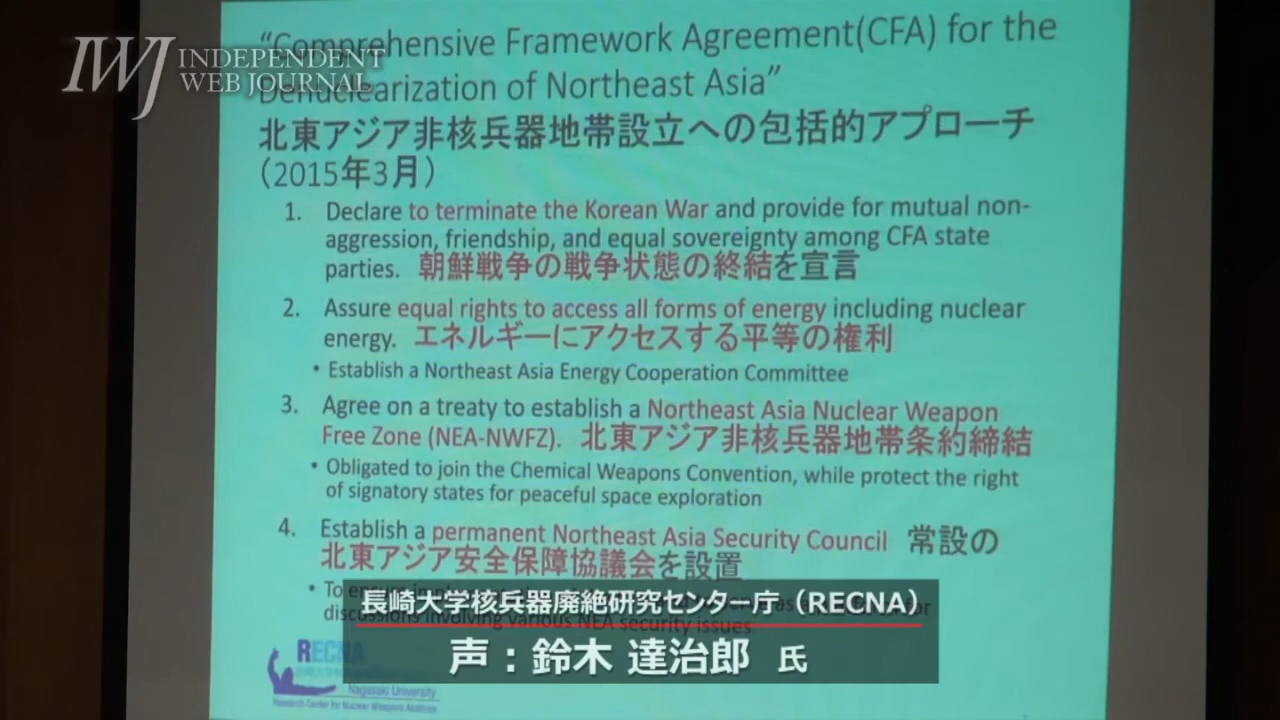 IWJ INDEPENDENT
WEB JOURNAL
“Comprehensive Framework Agreement(CFA) for the
Denuclearization of Northeast Asia”
北東アジア非核兵器地帯設立への包括的アプローチ
（2015年3月）
1. Declare to terminate the Korean War and provide for mutual non-
aggression, friendship, and equal sovereignty among CFA state
parties. 朝鮮戦争の戦争状態の終結を宣言
2. Assure equal rights to access all forms of energy including nuclear
energy. エネルギーにアクセスする平等の権利
• Establish a Northeast Asia Energy Cooperation Committee
3. Agree on a treaty to establish a Northeast Asia Nuclear Weapon
Free Zone (NEA-NWFZ). 北東アジア非核兵器地帯条約締結
• Obligated to join the Chemical Weapons Convention, while protect the right
of signatory states for peaceful space exploration
4. Establish a permanent Northeast Asia Security Council 常設の
北東アジア安全保障協議会を設置
• To
discussions involving various NEA security issues
長崎大学核兵器廃絶研究センター庁（RECNA）
声：鈴木 達治郎 氏
RECNA
Nagasaki University
Research Center for Nuclear Weapons Abolition